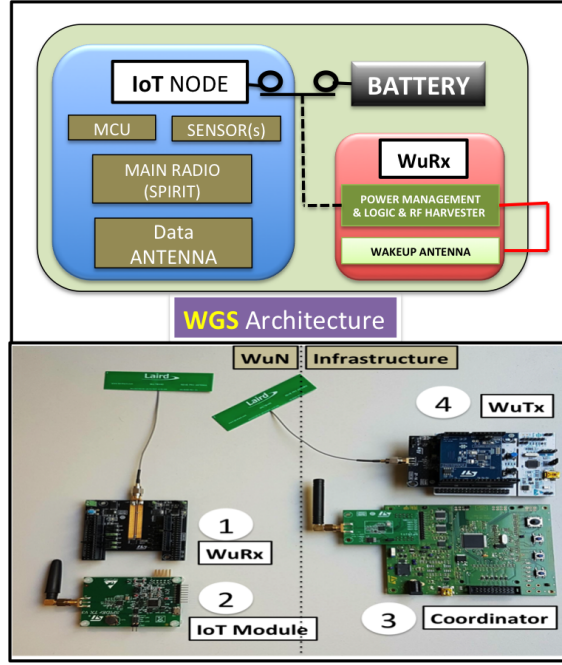 IoT NODE
BATTERY
MCU
SENSOR(s)
MAIN RADIO
(SPIRIT)
Data
ANTENNA
WuRx
POWER MANAGEMENT
& LOGIC & RF HARVESTER
WAKEUP ANTENNA
WGS Architecture
WuN
Infrastructure
Laird
Laird
4
WuTx
1
WuRx
2
IoT Module
3
Coordinator